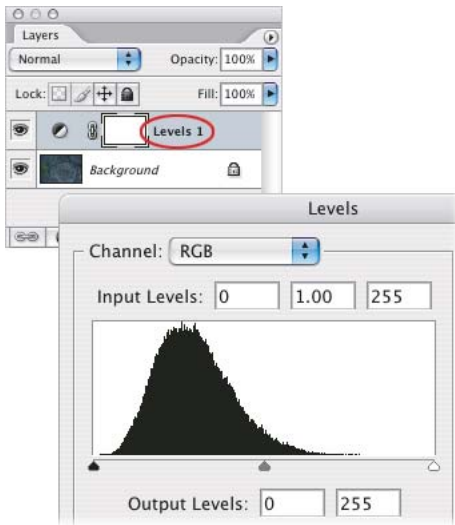 Layers
Normal Opacity: 100%
Lock: Fill: 100%
Levels 1
Background
Levels
Channel: RGB
Input Levels: 0 1.00 255
Output Levels: 0 255